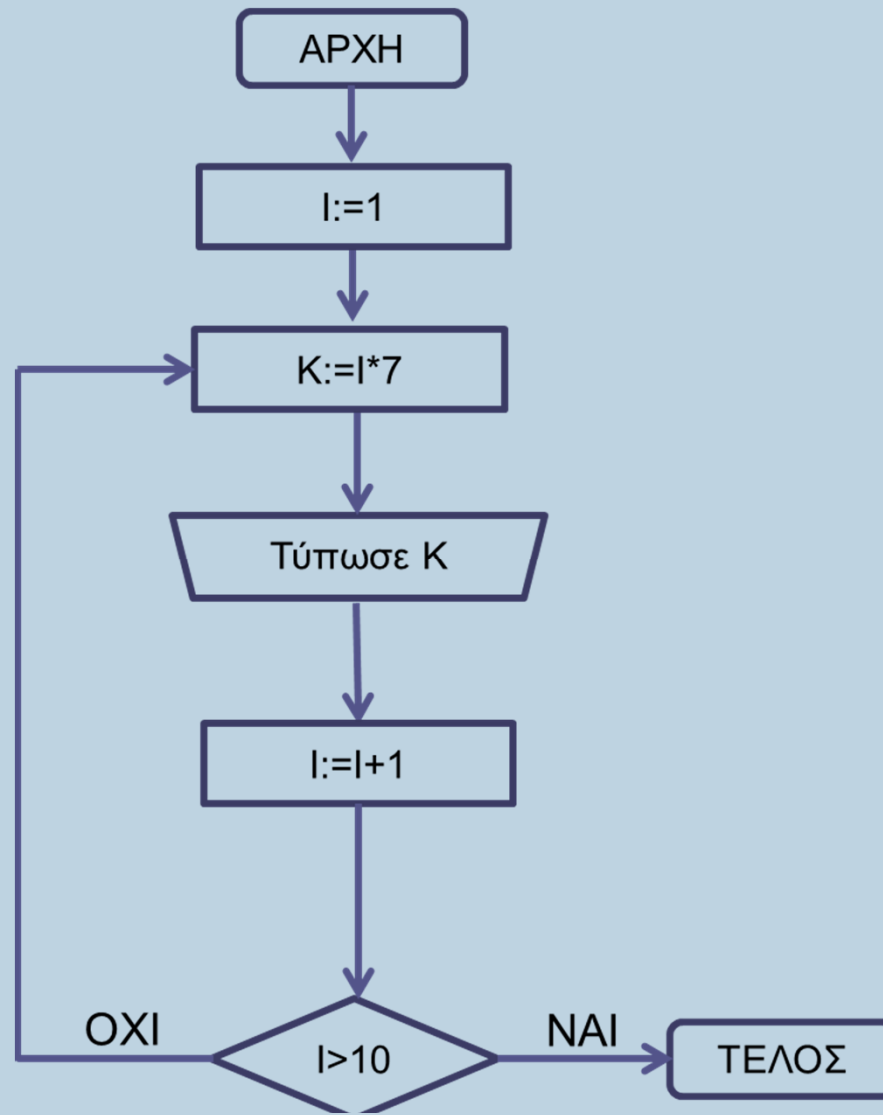 ΑΡΧΗ
I:=1
K:=I*7
Τύπωσε Κ
I:=I+1
ΟΧΙ
I>10
ΝΑΙ
ΤΕΛΟΣ